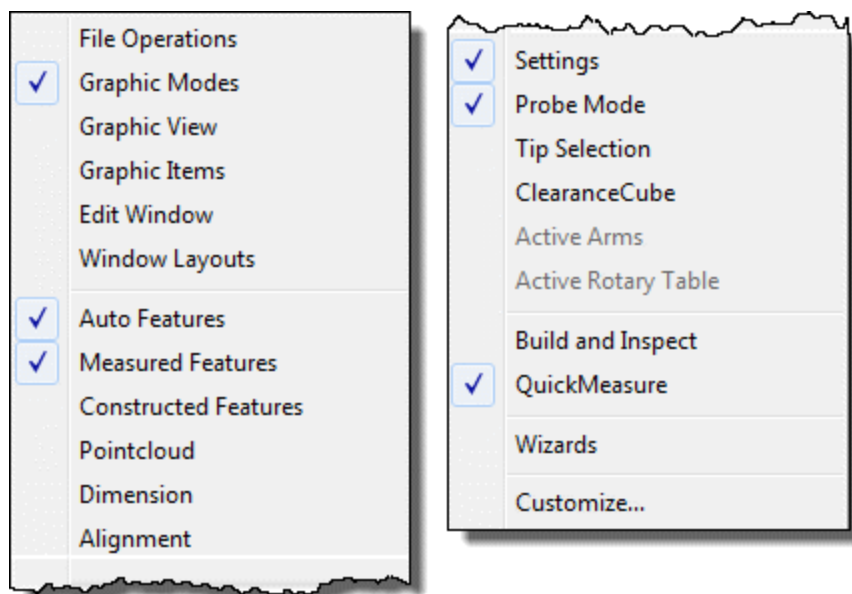 File Operations
Graphic Modes
Graphic View
Graphic Items
Edit Window
Window Layouts
Auto Features
Measured Features
Constructed Features
Pointcloud
Dimension
Alignment
Settings
Probe Mode
Tip Selection
ClearanceCube
Active Arms
Active Rotary Table
Build and Inspect
QuickMeasure
Wizards
Customize...